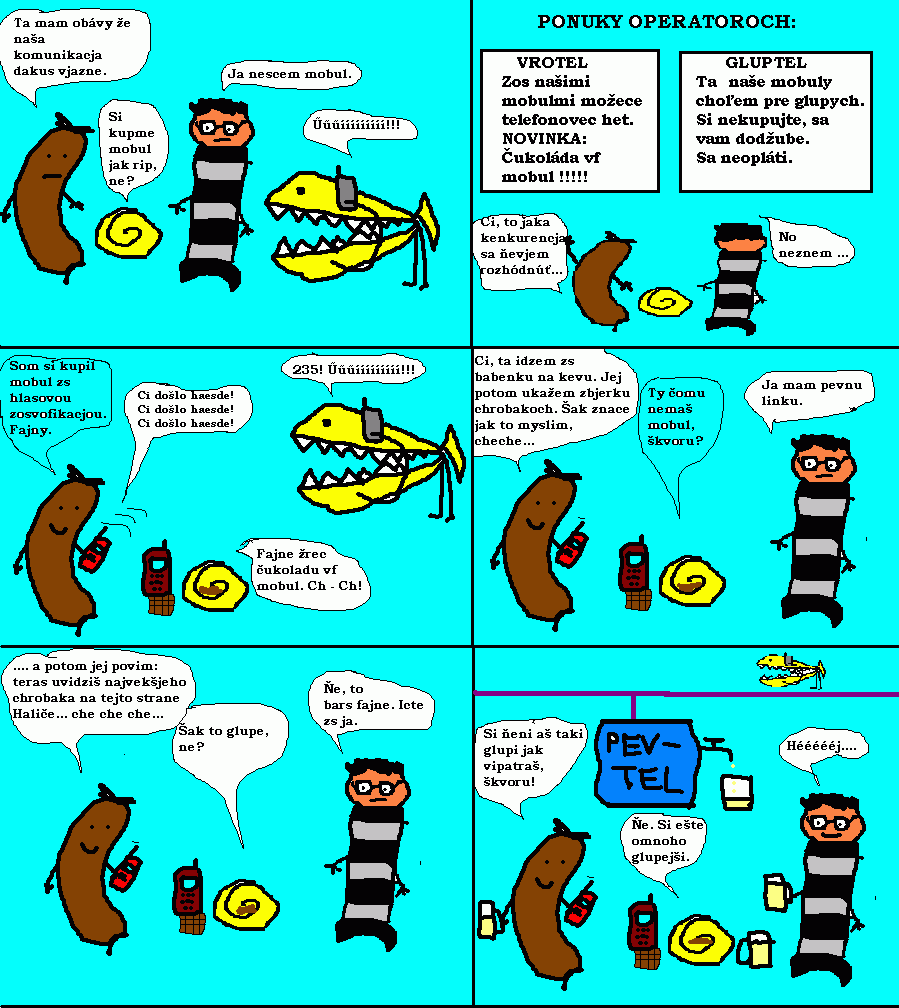 Ta mam obávy že
naša
komunikacja
dakus vjazne.
Si
kupme
mobul
jak rip,
ne?
Ja nescem mobul.
Űűűííííííííí!!!
PONUKY OPERATOROCH:
VROTEL
Zos našimi
mobulmi možece
telefonovec het.
NOVINKA:
Čukoláda vf
mobul !!!!!
GLUPTEL
Ta naše mobuly
choľem pre glupych.
Si nekupujte, sa
vam dodžube.
Sa neopláti.
Ci, to jaka
kenkurencja
sa ňevjem
rozhódnúť...
No
neznem ...
Som si kupil
mobul zs
hlasovou
zosvofikacjou.
Fajny.
Ci došlo haesde!
Ci došlo haesde!
Ci došlo haesde!
235! Űűűííííííííí!!!
Fajne žrec
čukoladu vf
mobul. Ch - Ch!
Ci, ta idzem zs
babenku na kevu. Jej
potom ukažem zbjerku
chrobakoch. Šak znace
jak to myslim,
cheche...
Ty čomu
nemaš
mobul,
škvoru?
Ja mam pevnu
linku.
.... a potom jej povim:
teras uvidziš najvekšjeho
chrobaka na tejto strane
Haliče... che che che...
Šak to glupe,
ne?
Ňe, to
bars fajne. Icte
zs ja.
Si ňeni aš taki
glupi jak
vipatraš,
škvoru!
PEV-
TEL
Ňe. Si ešte
omnoho
glupejši.
Héééééj....